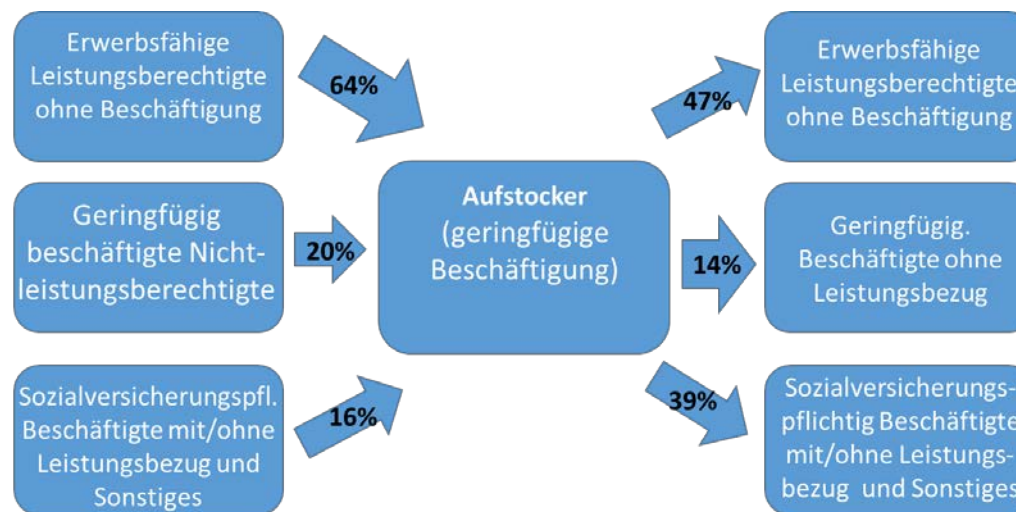 Erwerbsfähige
Leistungsberechtigte
ohne Beschäftigung
64%
47%
Erwerbsfähige
Leistungsberechtigte
ohne Beschäftigung
Geringfügig
beschäftigte Nicht-
leistungsberechtigte
20%
Aufstocker
(geringfügige
Beschäftigung)
14%
Geringfügig.
Beschäftigte ohne
Leistungsbezug
Sozialversicherungspfl.
Beschäftigte mit/ohne
Leistungsbezug und
Sonstiges
16%
39%
Sozialversicherungs-
pflichtig Beschäftigte
mit/ohne Leistungs-
bezug und Sonstiges